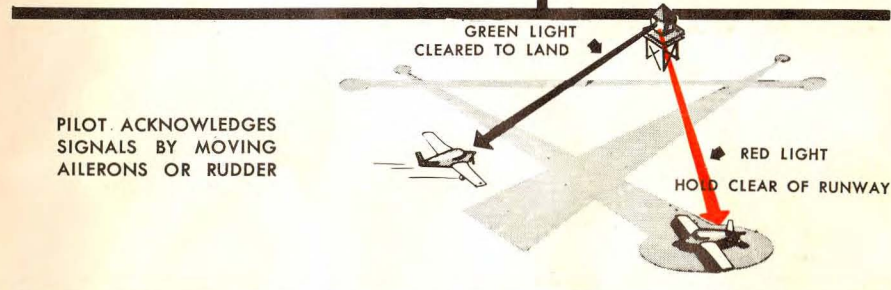 GREEN LIGHT
CLEARED TO LAND
PILOT ACKNOWLEDGES
SIGNALS BY MOVING
AILERONS OR RUDDER
RED LIGHT
HOLD CLEAR OF RUNWAY